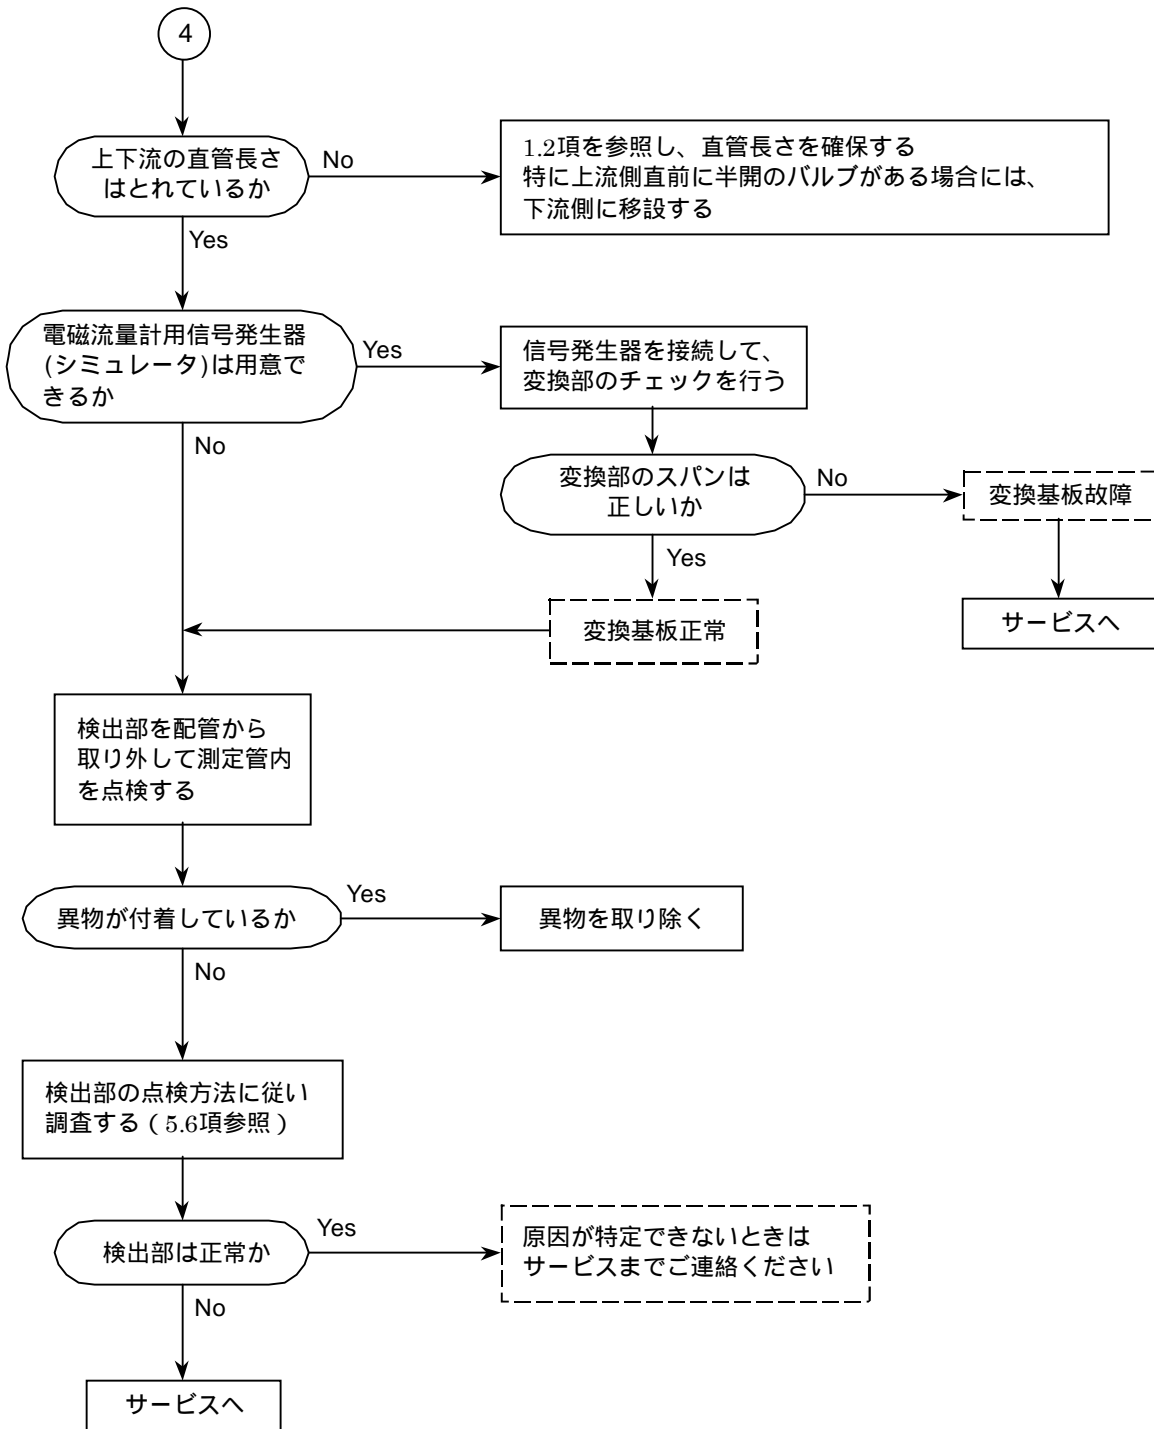 4
上下流の直管長さ
はとれているか
No
1.2項を参照し、直管長さを確保する
特に上流側直前に半開のバルブがある場合には、
下流側に移設する
Yes
電磁流量計用信号発生器
(シミュレータ)は用意で
きるか
Yes
信号発生器を接続して、
変換部のチェックを行う
No
変換部のスパンは
正しいか
No
変換基板故障
Yes
変換基板正常
サービスへ
検出部を配管から
取り外して測定管内
を点検する
異物が付着しているか
Yes
異物を取り除く
No
検出部の点検方法に従い
調査する（5.6項参照）
検出部は正常か
Yes
原因が特定できないときは
サービスまでご連絡ください
No
サービスへ